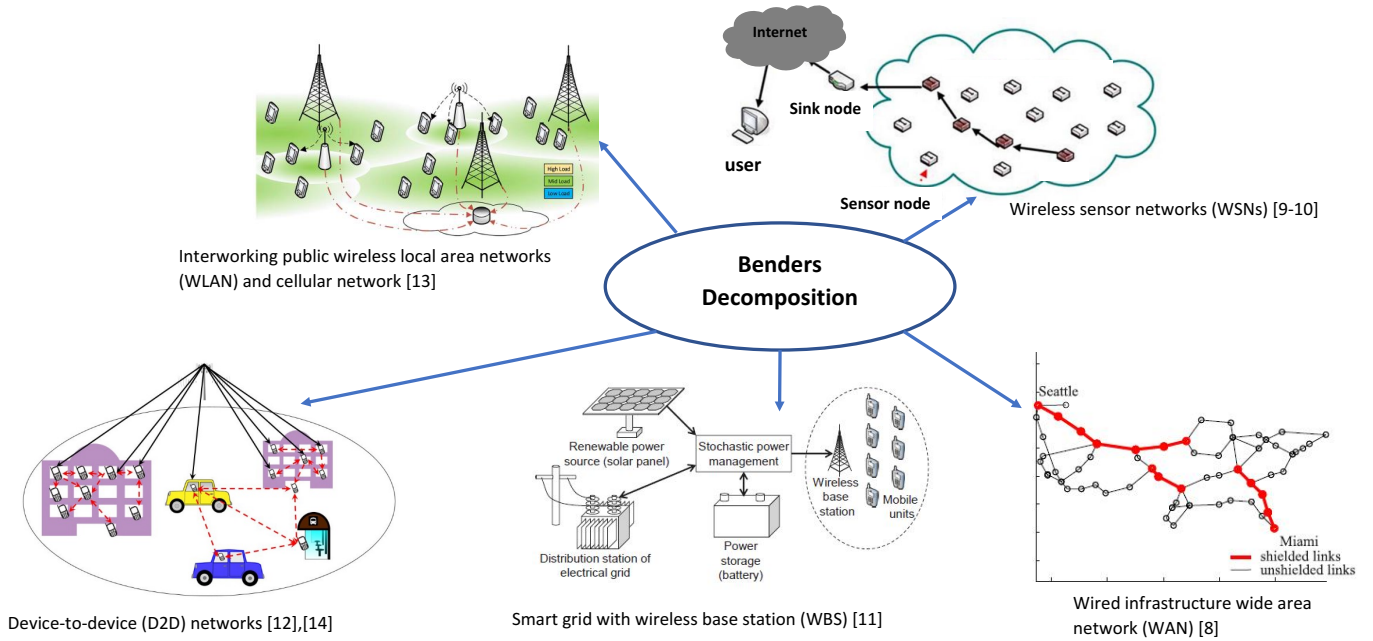 Internet
Sink node
user
Sensor node
Wireless sensor networks (WSNs) [9-10]
High Load
Mid Load
Low Load
Interworking public wireless local area networks
(WLAN) and cellular network [13]
Benders
Decomposition
Device-to-device (D2D) networks [12],[14]
Renewable power
source (solar panel)
Stochastic power
management
Wireless
base
station
Mobile
units
Distribution station of
electrical grid
Power
storage
(battery)
Smart grid with wireless base station (WBS) [11]
Seattle
Miami
shielded links
unshielded links
Wired infrastructure wide area
network (WAN) [8]